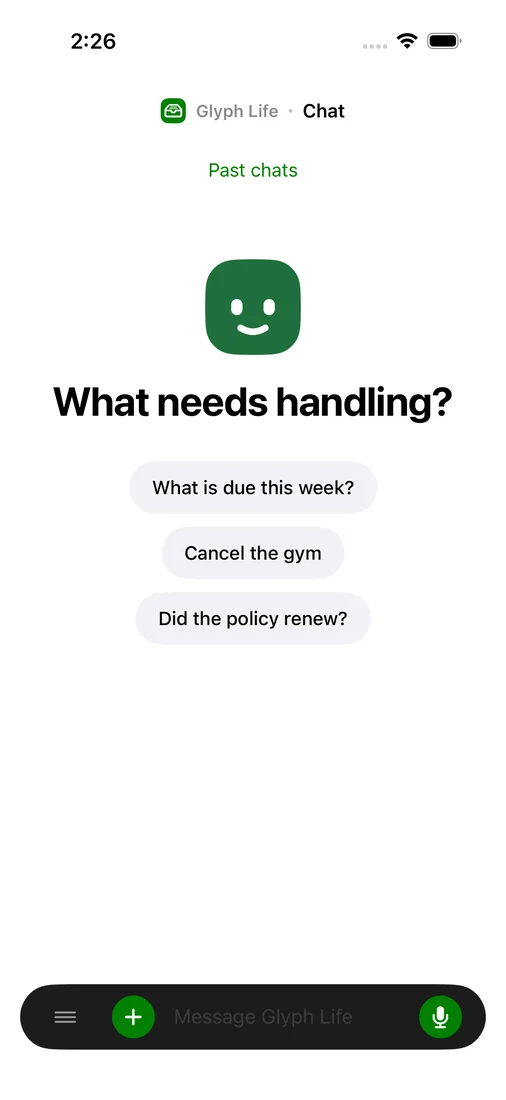 2:26
Glyph Life • Chat
Past chats
What needs handling?
What is due this week?
Cancel the gym
Did the policy renew?
Message Glyph Life